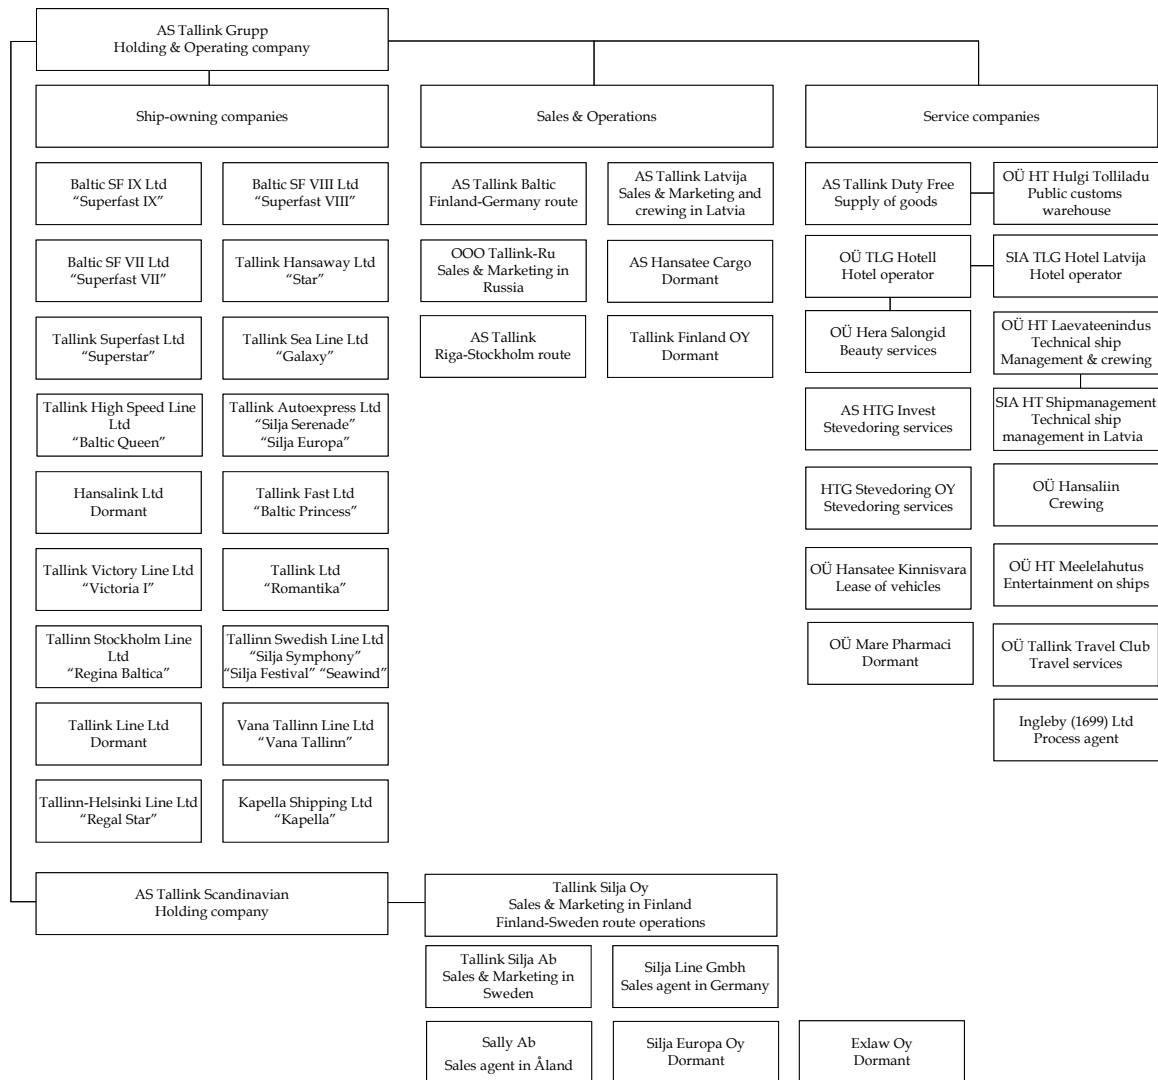 AS Tallink Grupp
Holding & Operating company
Ship-owning companies
Sales & Operations
Service companies
Baltic SF IX Ltd
“Superfast IX”
Baltic SF VIII Ltd
“Superfast VIII”
AS Tallink Baltic
Finland-Germany route
AS Tallink Latvija
Sales & Marketing and
crewing in Latvia
AS Tallink Duty Free
Supply of goods
OÜ HT Hulgi Tolliladu
Public customs
warehouse
Baltic SF VII Ltd
“Superfast VII”
Tallink Hansaway Ltd
“Star”
OOO Tallink-Ru
Sales & Marketing in
Russia
AS Hansatee Cargo
Dormant
OÜ TLG Hotell
Hotel operator
SIA TLG Hotel Latvija
Hotel operator
Tallink Superfast Ltd
“Superstar”
Tallink Sea Line Ltd
“Galaxy”
AS Tallink
Riga-Stockholm route
Tallink Finland OY
Dormant
OÜ Hera Salongid
Beauty services
OÜ HT Laevateenindus
Technical ship
Management & crewing
Tallink High Speed Line
Ltd
“Baltic Queen”
Tallink Autoexpress Ltd
“Silja Serenade”
“Silja Europa”
AS HTG Invest
Stevedoring services
SIA HT Shipmanagement
Technical ship
management in Latvia
Hansalink Ltd
Dormant
Tallink Fast Ltd
“Baltic Princess”
HTG Stevedoring OY
Stevedoring services
OÜ Hansaliin
Crewing
Tallink Victory Line Ltd
“Victoria I”
Tallink Ltd
“Romantika”
OÜ Hansatee Kinnisvara
Lease of vehicles
OÜ HT Meelelahutus
Entertainment on ships
Tallinn Stockholm Line
Ltd
“Regina Baltica”
Tallinn Swedish Line Ltd
“Silja Symphony”
“Silja Festival” “Seawind”
OÜ Mare Pharmaci
Dormant
OÜ Tallink Travel Club
Travel services
Tallink Line Ltd
Dormant
Vana Tallinn Line Ltd
“Vana Tallinn”
Ingleby (1699) Ltd
Process agent
Tallinn-Helsinki Line Ltd
“Regal Star”
Kapella Shipping Ltd
“Kapella”
AS Tallink Scandinavian
Holding company
Tallink Silja Oy
Sales & Marketing in Finland
Finland-Sweden route operations
Tallink Silja Ab
Sales & Marketing in
Sweden
Silja Line Gmbh
Sales agent in Germany
Sally Ab
Sales agent in Åland
Silja Europa Oy
Dormant
Exlaw Oy
Dormant